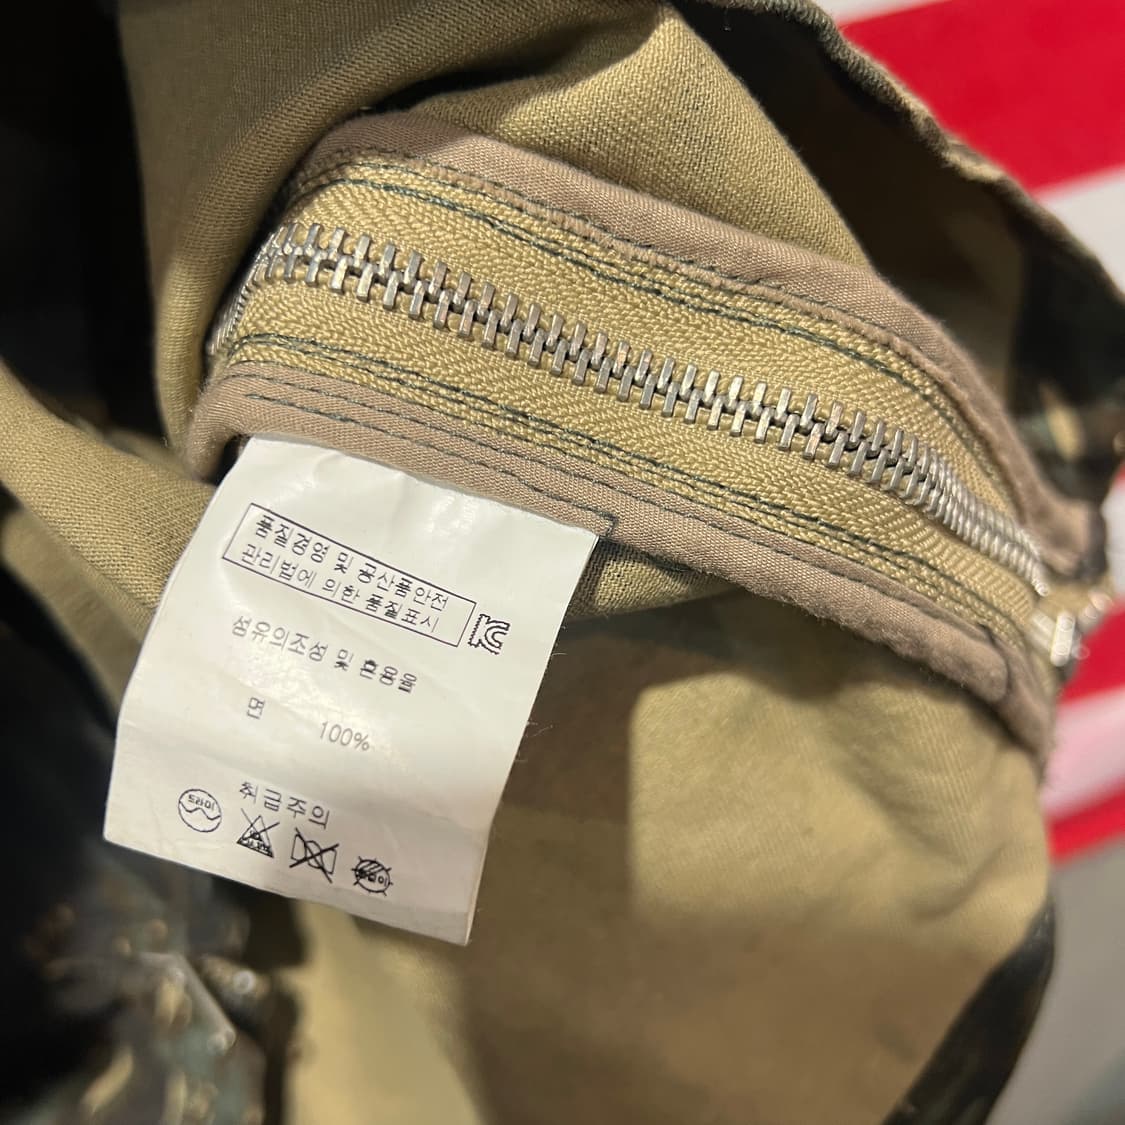 품질경영 및 공산품안전
관리법에 의한 품질표시
섬유의조성 및 혼용율
면 100%
취급주의
드라이